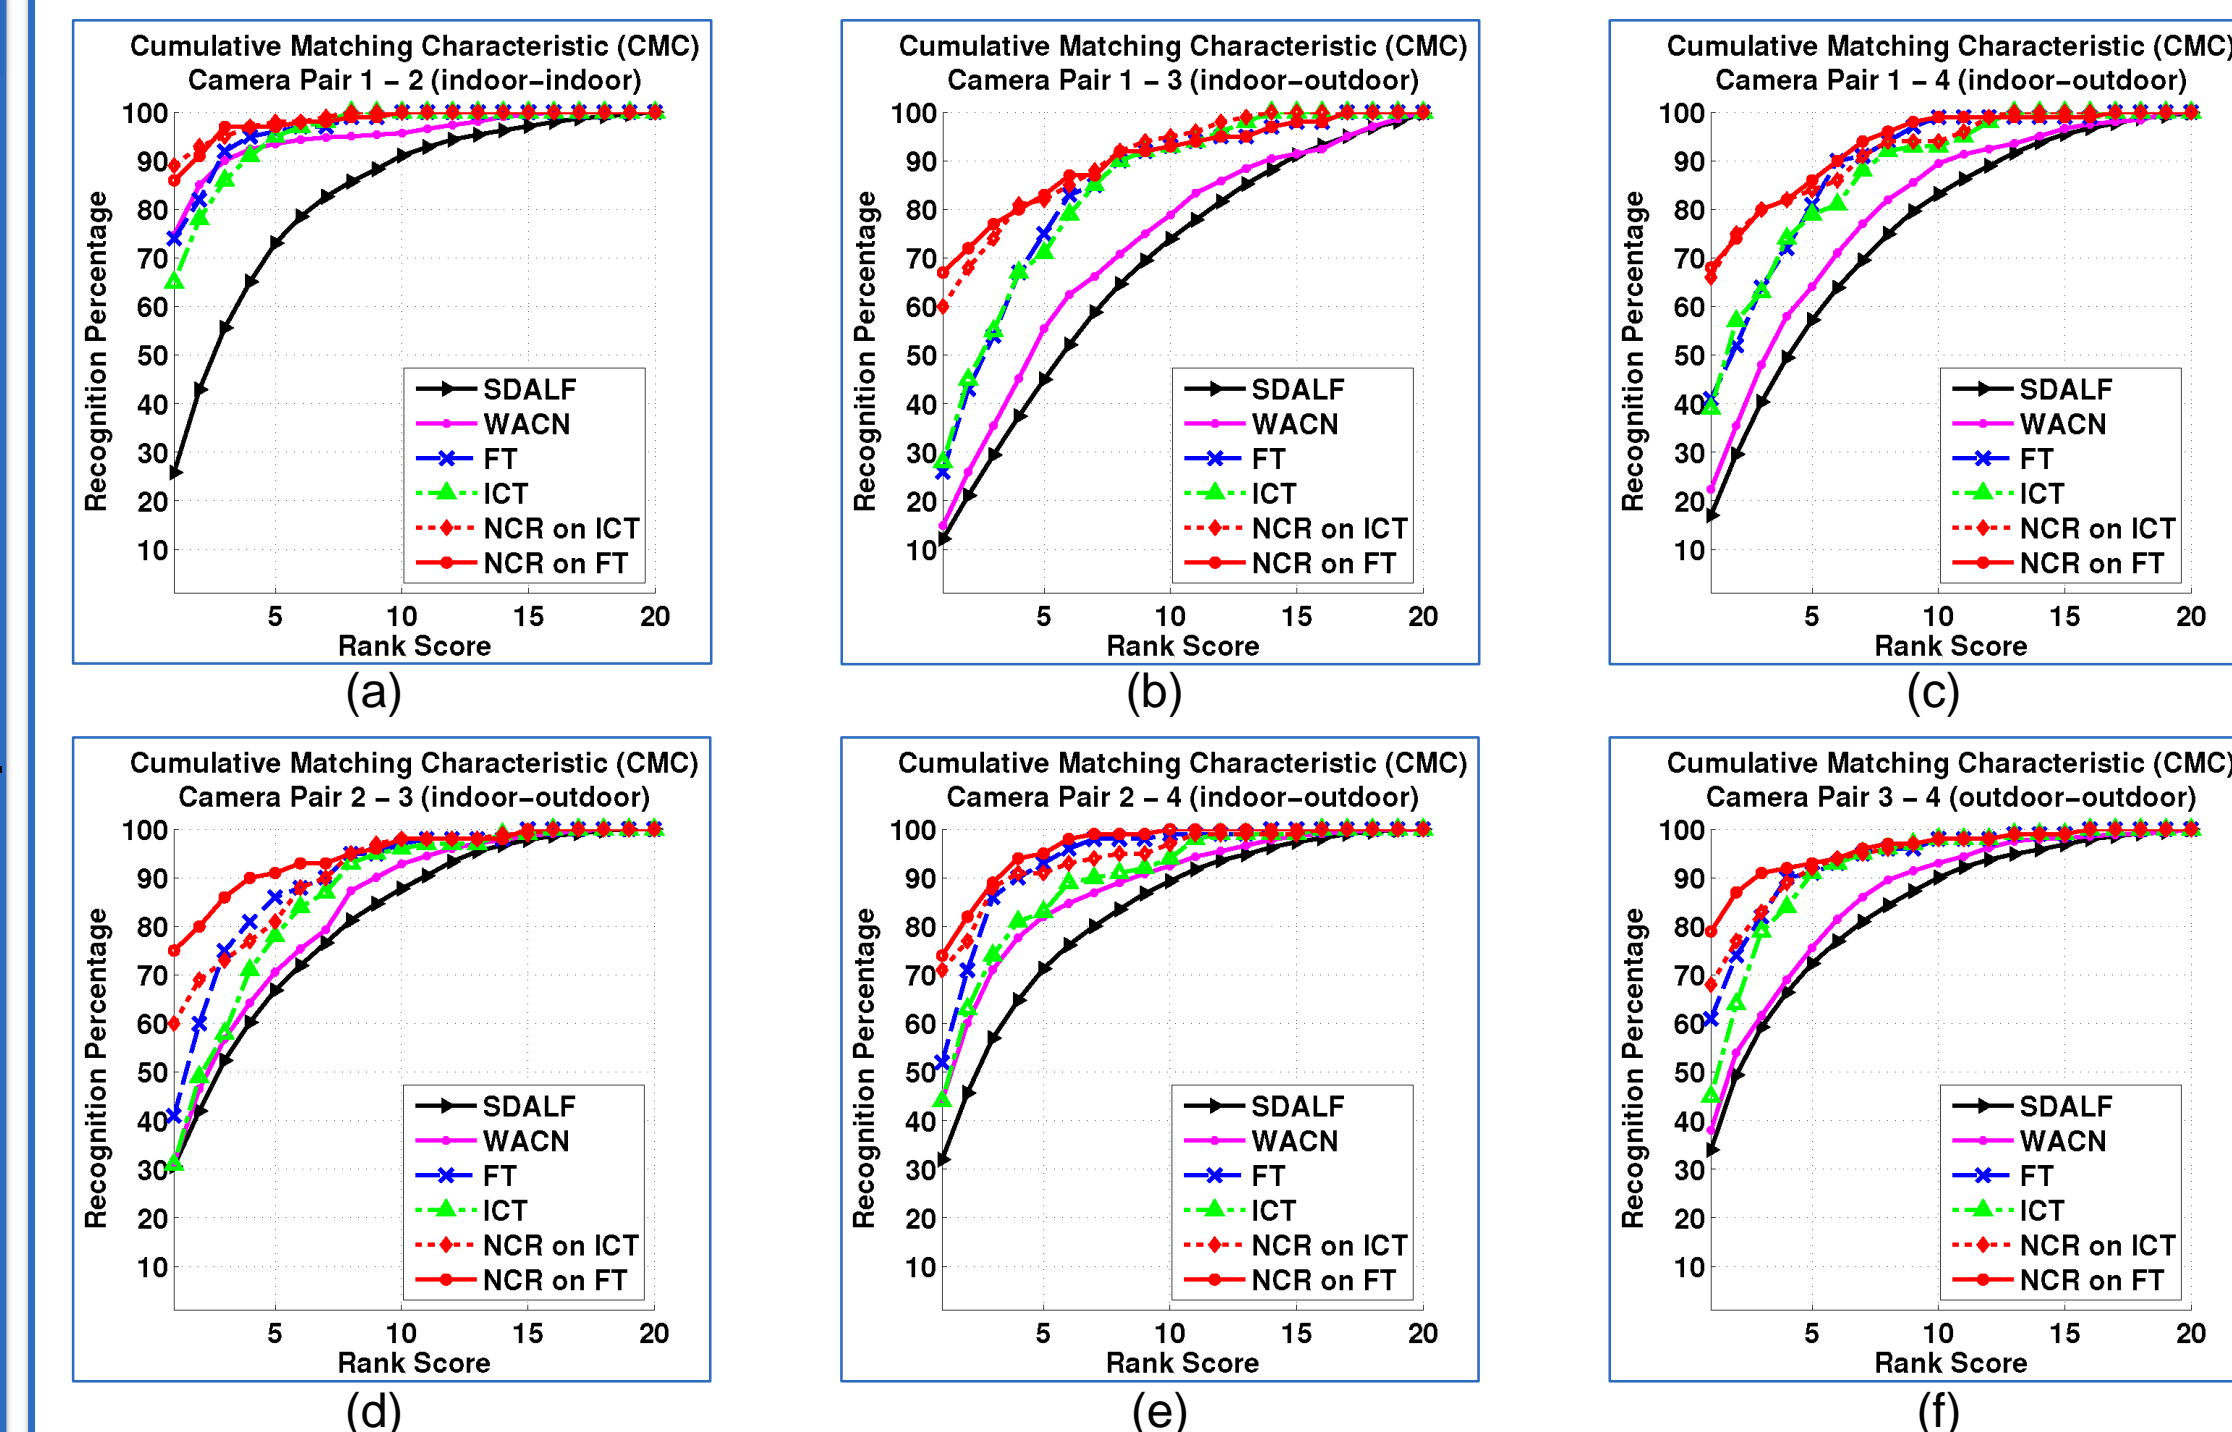 Cumulative Matching Characteristic (CMC)
Camera Pair 1 – 2 (indoor–indoor)
Recognition Percentage
100
90
80
70
60
50
40
30
20
10
5 10 15 20
Rank Score
SDALF
WACN
FT
ICT
NCR on ICT
NCR on FT
(a)
Cumulative Matching Characteristic (CMC)
Camera Pair 1 – 3 (indoor–outdoor)
Recognition Percentage
100
90
80
70
60
50
40
30
20
10
5 10 15 20
Rank Score
SDALF
WACN
FT
ICT
NCR on ICT
NCR on FT
(b)
Cumulative Matching Characteristic (CMC)
Camera Pair 1 – 4 (indoor–outdoor)
Recognition Percentage
100
90
80
70
60
50
40
30
20
10
5 10 15 20
Rank Score
SDALF
WACN
FT
ICT
NCR on ICT
NCR on FT
(c)
Cumulative Matching Characteristic (CMC)
Camera Pair 2 – 3 (indoor–outdoor)
Recognition Percentage
100
90
80
70
60
50
40
30
20
10
5 10 15 20
Rank Score
SDALF
WACN
FT
ICT
NCR on ICT
NCR on FT
(d)
Cumulative Matching Characteristic (CMC)
Camera Pair 2 – 4 (indoor–outdoor)
Recognition Percentage
100
90
80
70
60
50
40
30
20
10
5 10 15 20
Rank Score
SDALF
WACN
FT
ICT
NCR on ICT
NCR on FT
(e)
Cumulative Matching Characteristic (CMC)
Camera Pair 3 – 4 (outdoor–outdoor)
Recognition Percentage
100
90
80
70
60
50
40
30
20
10
5 10 15 20
Rank Score
SDALF
WACN
FT
ICT
NCR on ICT
NCR on FT
(f)